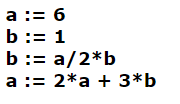 a := 6
b := 1
b := a/2*b
a := 2*a + 3*b